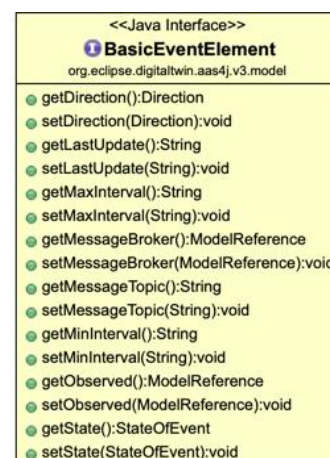 <<Java Interface>>
I BasicEventElement
org.eclipse.digitaltwin.aas4j.v3.model
getDirection():Direction
setDirection(Direction):void
getLastUpdate():String
setLastUpdate(String):void
getMaxInterval():String
setMaxInterval(String):void
getMessageBroker():ModelReference
setMessageBroker(ModelReference):void
getMessageTopic():String
setMessageTopic(String):void
getMinInterval():String
setMinInterval(String):void
getObserved():ModelReference
setObserved(ModelReference):void
getState():StateOfEvent
setState(StateOfEvent):void